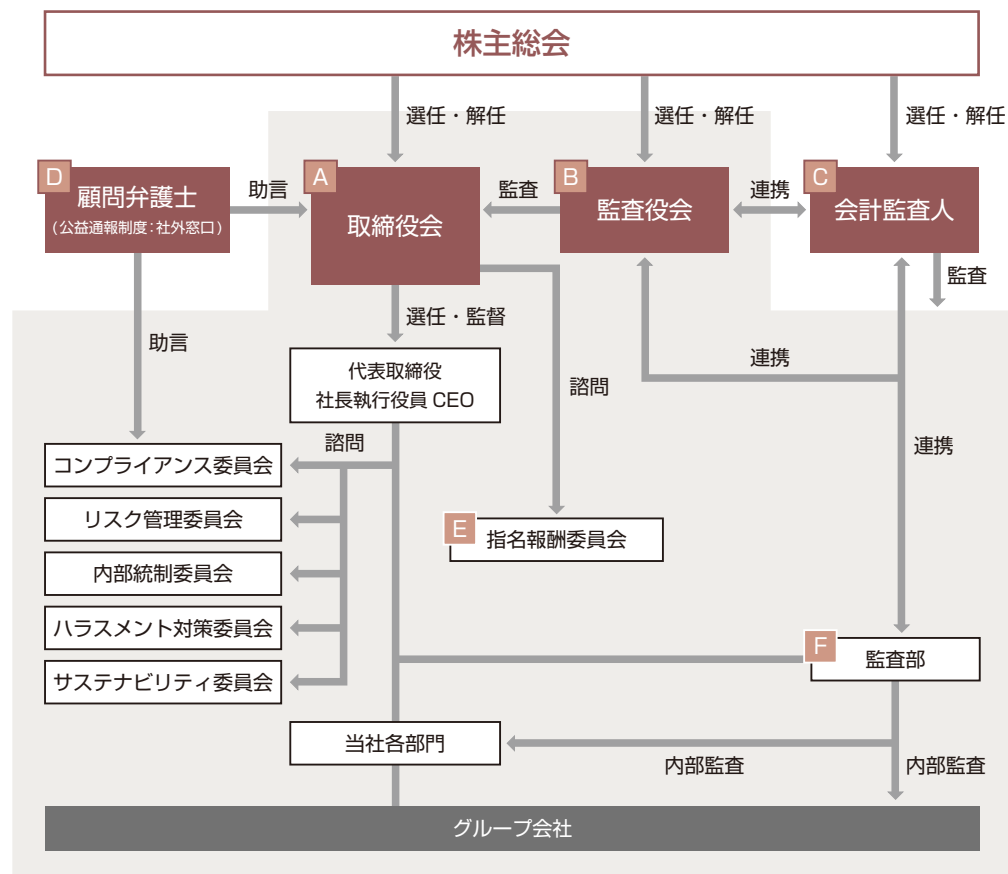 株主総会
選任・解任
選任・解任
選任・解任
D
顧問弁護士
(公益通報制度:社外窓口)
助言
A
取締役会
監査
B
監査役会
連携
C
会計監査人
監査
選任・監督
助言
代表取締役
社長執行役員 CEO
連携
諮問
諮問
連携
コンプライアンス委員会
リスク管理委員会
E
指名報酬委員会
内部統制委員会
ハラスメント対策委員会
F
監査部
サステナビリティ委員会
当社各部門
内部監査
内部監査
グループ会社